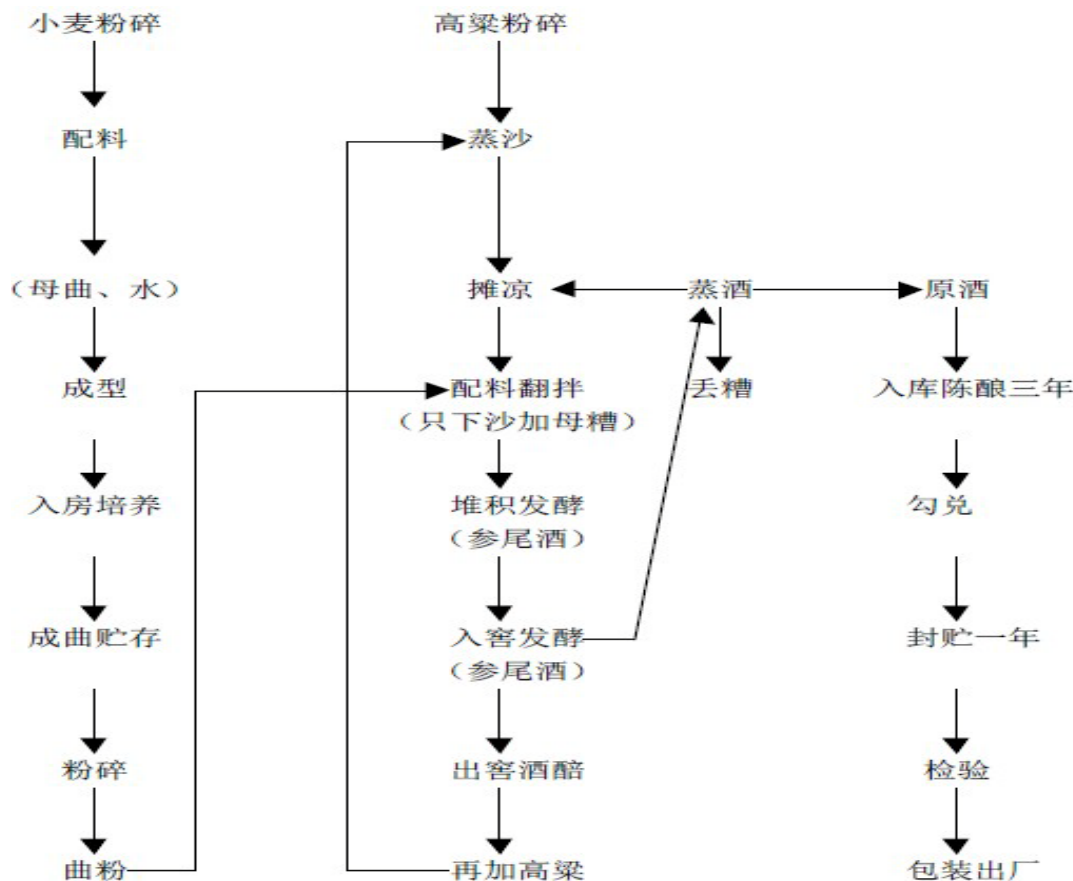 小麦粉碎
高粱粉碎
配料
蒸沙
（母曲、水）
摊凉
蒸酒
原酒
成型
配料翻拌
（只下沙加母糟）
丢糟
入库陈酿三年
入房培养
堆积发酵
（参尾酒）
勾兑
成曲贮存
入窖发酵
（参尾酒）
封贮一年
粉碎
出窖酒醅
检验
曲粉
再加高粱
包装出厂